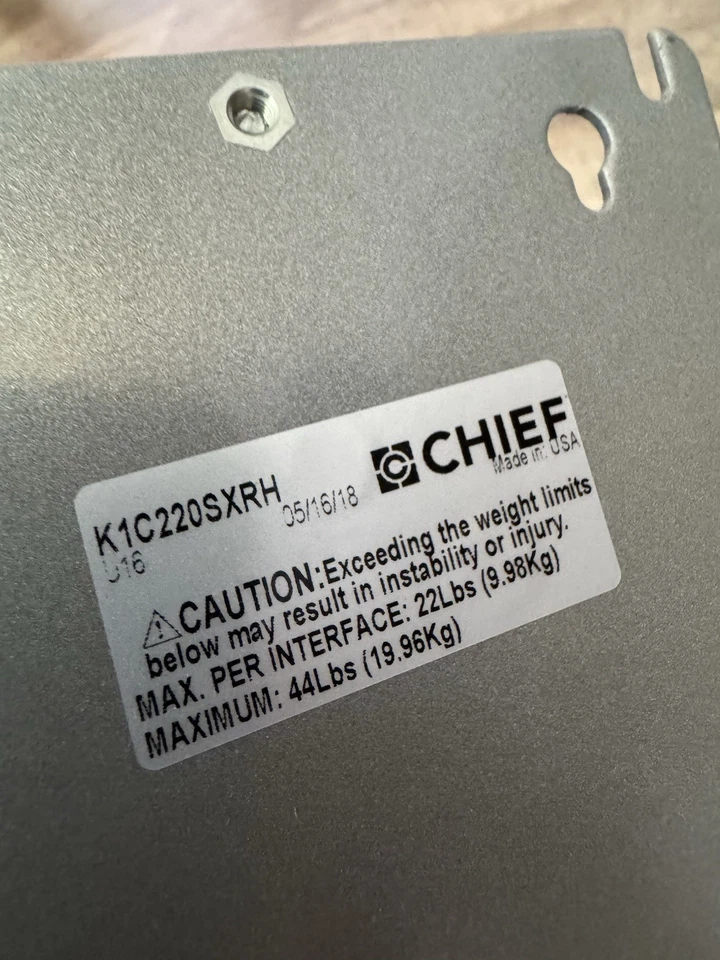 CHIEF
Made in: USA
K1C220SXRH
05/16/18
U16
CAUTION: Exceeding the weight limits
below may result in instability or injury.
MAX. PER INTERFACE: 22Lbs (9.98Kg)
MAXIMUM: 44Lbs (19.96Kg)